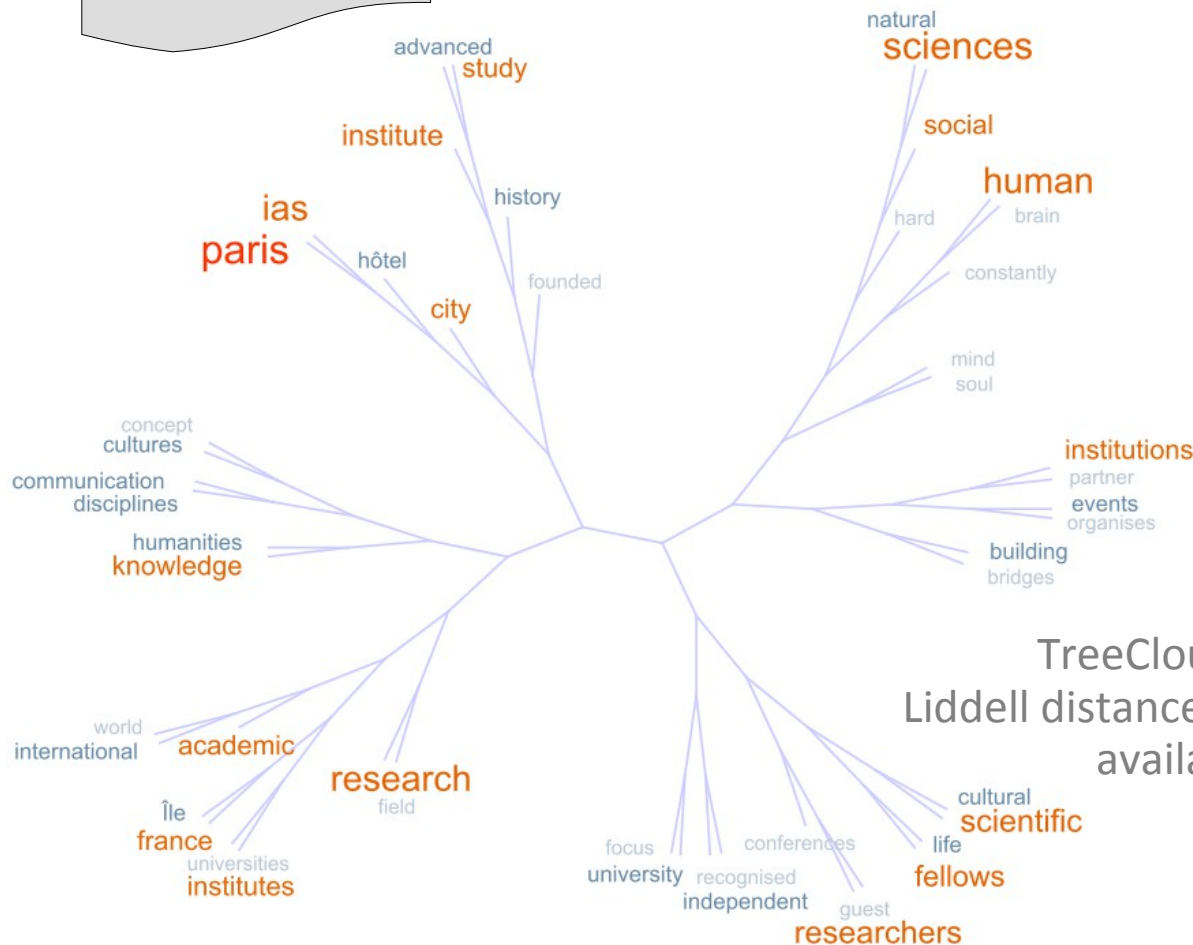 natural
sciences
advanced
study
social
institute
human
history
ias
hard
brain
paris
hôtel
founded
constantly
city
mind
soul
concept
cultures
institutions
partner
communication
disciplines
events
organises
humanities
knowledge
building
bridges
Liddell distance
world
international
academic
research
field
Île
france
universities
institutes
cultural
scientific
focus
university
conferences
life
recognised
independent
fellows
guest
researchers